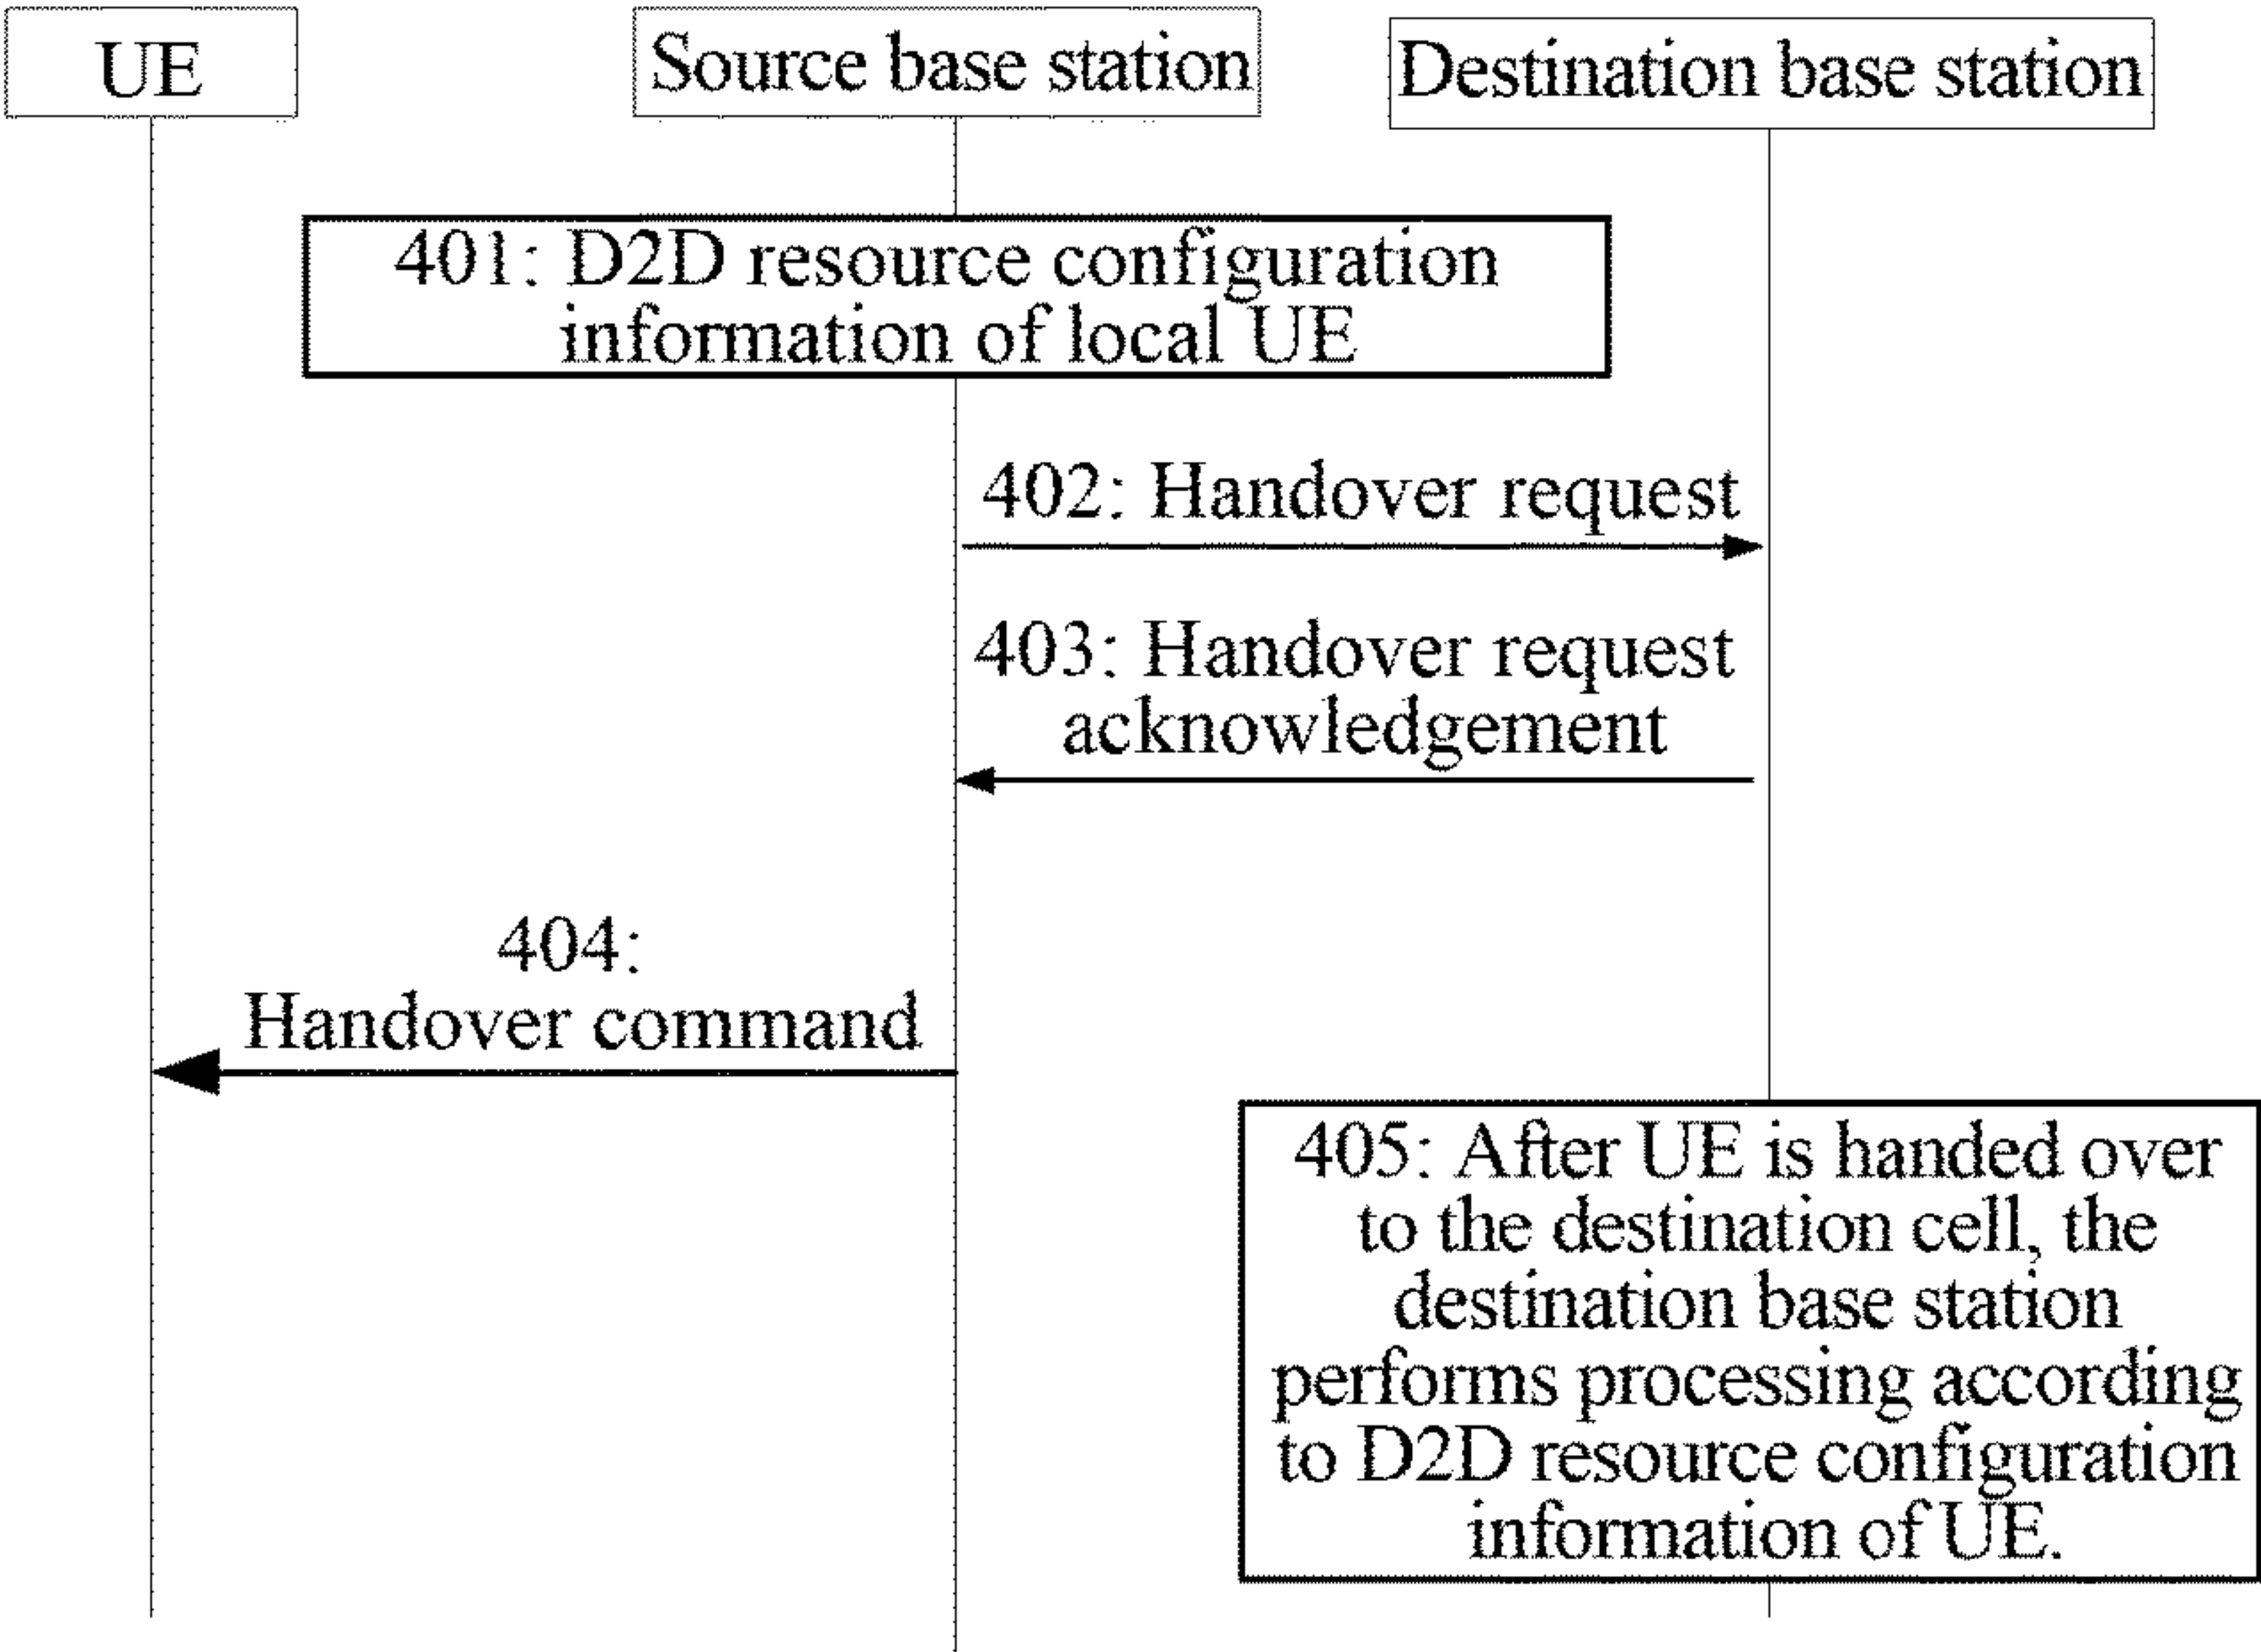 UE
Source base station
Destination base station
401: D2D resource configuration
information of local UE
402: Handover request
403: Handover request
acknowledgement
404:
Handover command
405: After UE is handed over
to the destination cell, the
destination base station
performs processing according
to D2D resource configuration
information of UE.